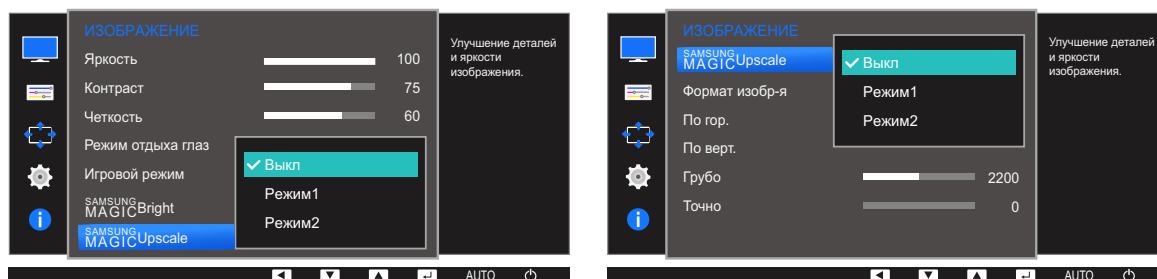 ИЗОБРАЖЕНИЕ
Яркость 100
Контраст 75
Четкость 60
Режим отдыха глаз
Игровой режим
SAMSUNG
MAGICBright
SAMSUNG
MAGICUpscale
Выкл
Режим1
Режим2
Улучшение деталей
и яркости
изображения.
AUTO
ИЗОБРАЖЕНИЕ
SAMSUNG
MAGICUpscale
Формат изобр-я
По гор.
По верт.
Грубо 2200
Точно 0
Выкл
Режим1
Режим2
Улучшение деталей
и яркости
изображения.
AUTO